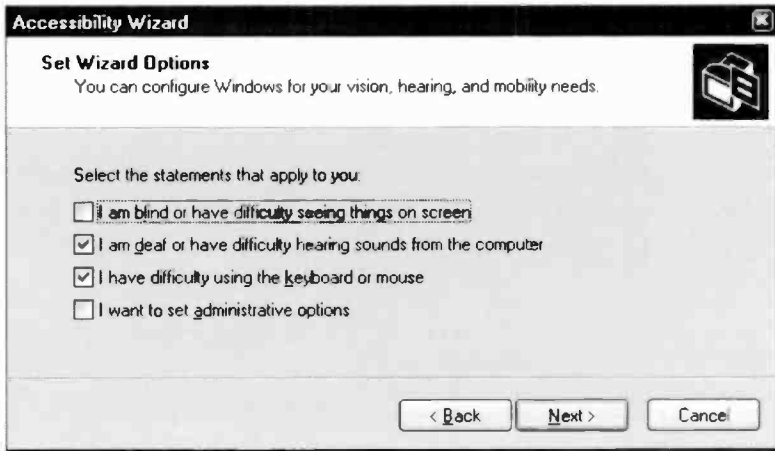 Accessibility Wizard
Set Wizard Options
You can configure Windows for your vision, hearing, and mobility needs.
Select the statements that apply to you:
I am blind or have difficulty seeing things on screen
I am deaf or have difficulty hearing sounds from the computer
I have difficulty using the keyboard or mouse
I want to set administrative options
< Back Next > Cancel